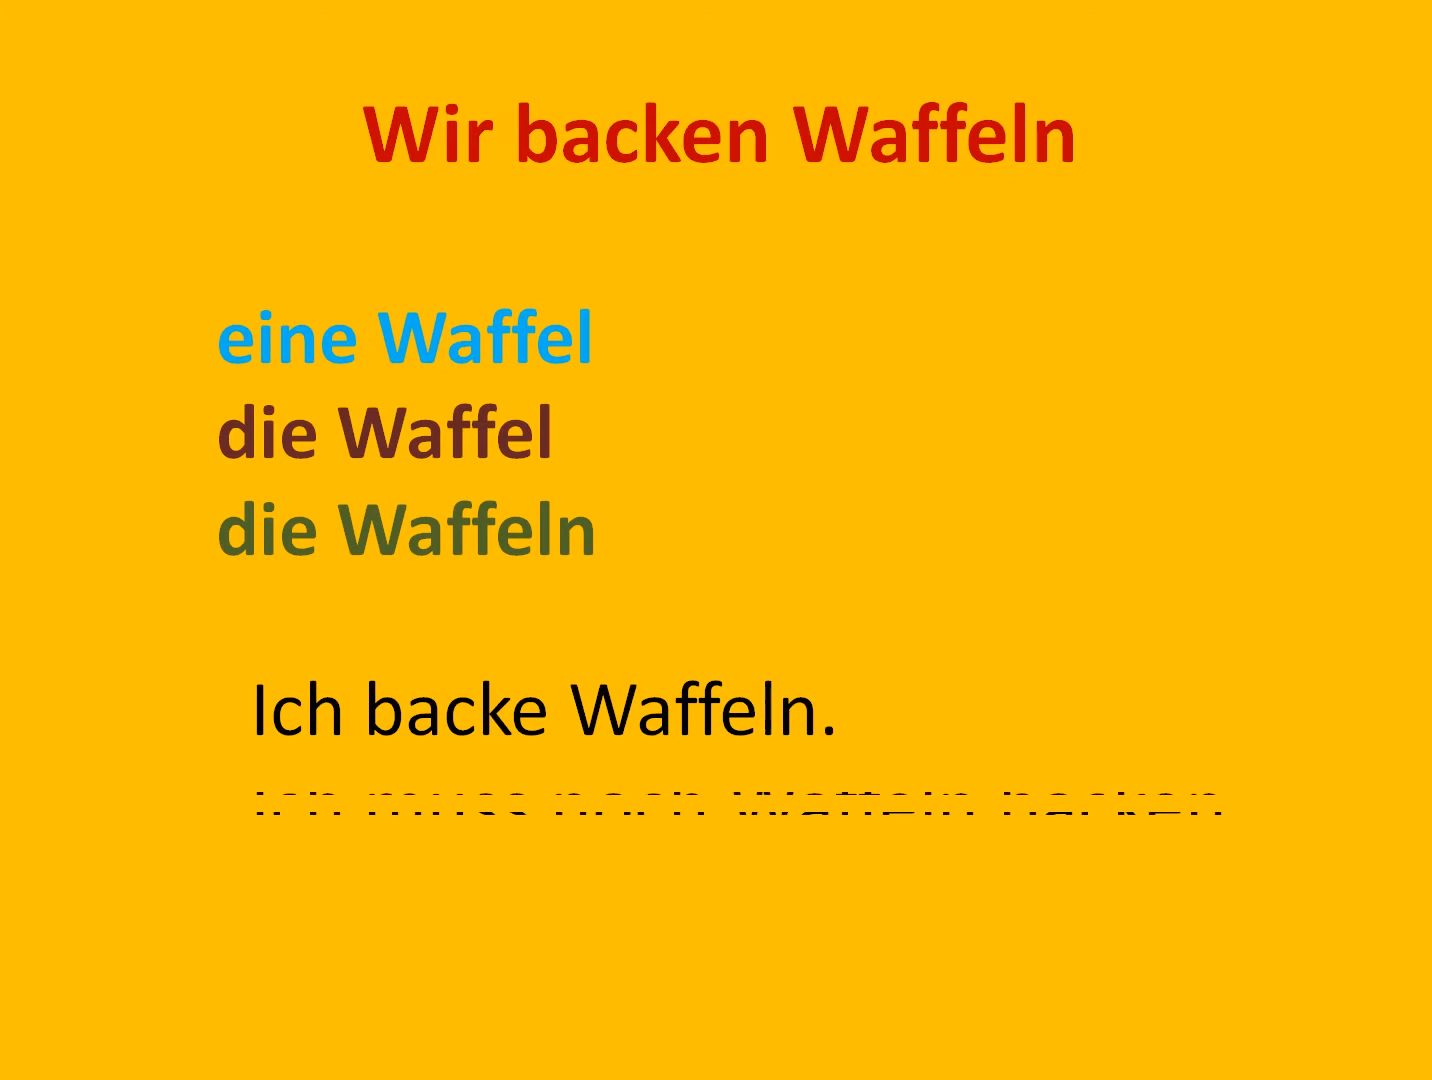 Wir backen Waffeln
eine Waffel
die Waffel
die Waffeln
Ich backe Waffeln.